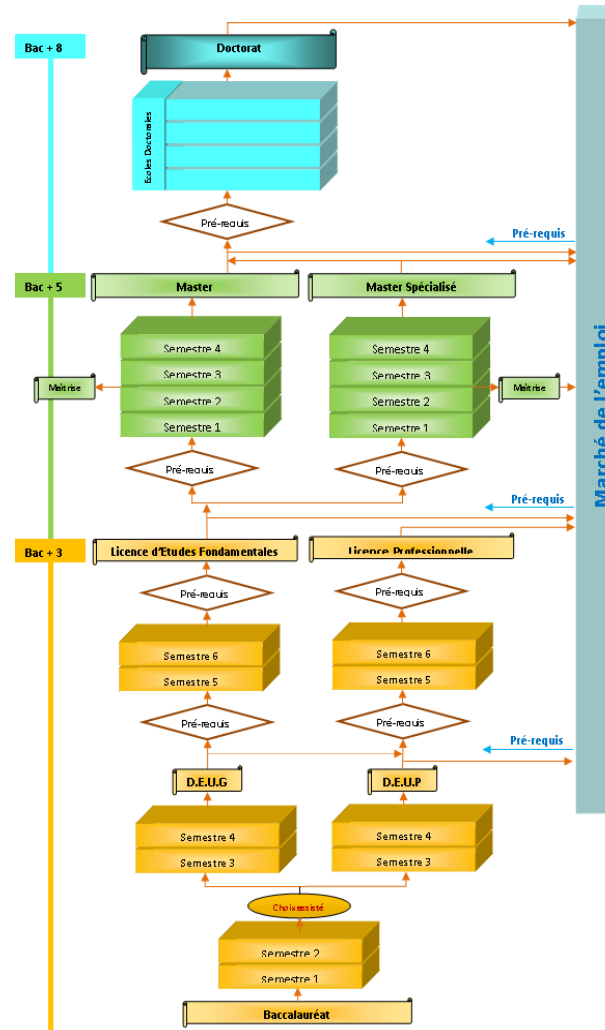 Bac + 8
Doctorat
Ecoles Doctorales
Pré-requis
Pré-requis
Bac + 5
Master
Master Spécialisé
Semestre 4
Semestre 4
Semestre 3
Semestre 3
Maitrise
Maitrise
Semestre 2
Semestre 2
Semestre 1
Semestre 1
Marché de l'emploi
Pré-requis
Pré-requis
Pré-requis
Bac + 3
Licence d'Etudes Fondamentales
Licence Professionnelle
Pré-requis
Pré-requis
Semestre 6
Semestre 6
Semestre 5
Semestre 5
Pré-requis
Pré-requis
Pré-requis
D.E.U.G
D.E.U.P
Semestre 4
Semestre 4
Semestre 3
Semestre 3
Choixassisté
Semestre 2
Semestre 1
Baccalauréat